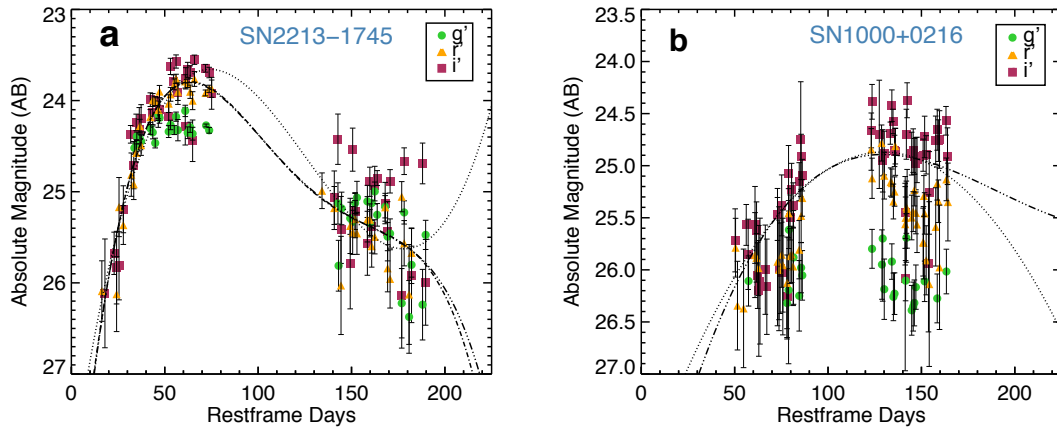 a
SN2213−1745
g'
r'
i'
Absolute Magnitude (AB)
23
24
25
26
27
0
50
100
150
200
Restframe Days
b
SN1000+0216
g'
r'
i'
Absolute Magnitude (AB)
23.5
24.0
24.5
25.0
25.5
26.0
26.5
27.0
0
50
100
150
200
Restframe Days